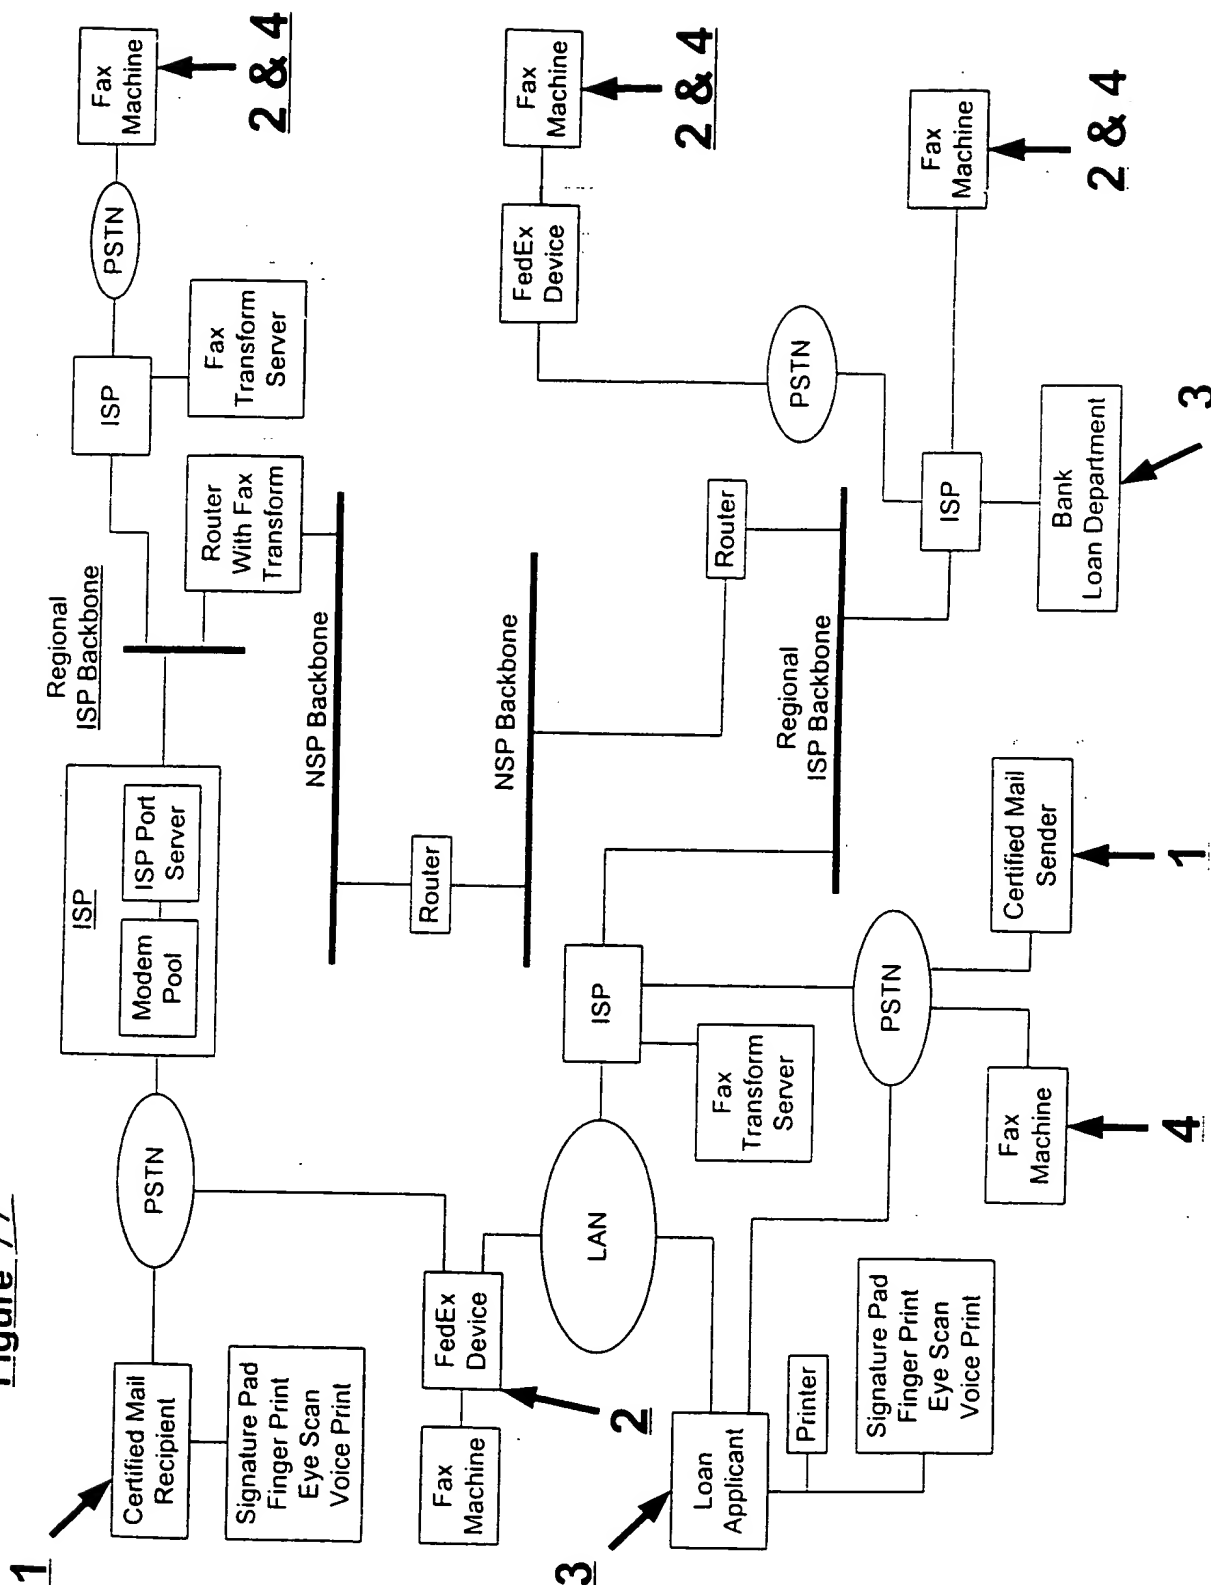 Figure
1
Certified Mail
Recipient
Signature Pad
Finger Print
Eye Scan
Voice Print
PSTN
ISP
Modem
Pool
ISP Port
Server
Regional
ISP Backbone
ISP
PSTN
Fax
Machine
2 & 4
Fax
Transform
Server
Router
With Fax
Transform
NSP Backbone
Router
NSP Backbone
Fax
Machine
FedEx
Device
2
LAN
ISP
Fax
Transform
Server
FedEx
Device
Fax
Machine
2 & 4
Router
Regional
ISP Backbone
PSTN
3
Loan
Applicant
Printer
Signature Pad
Finger Print
Eye Scan
Voice Print
PSTN
Fax
Machine
4
Certified Mail
Sender
1
ISP
Fax
Machine
2 & 4
Bank
Loan Department
3